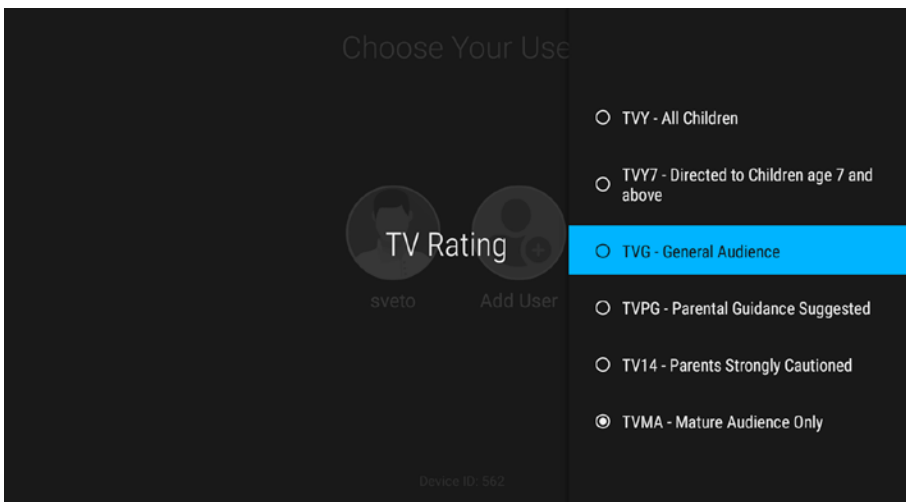 Choose Your Use
TV Rating
sveto
Add User
Device ID: 562
TVY - All Children
TVY7 - Directed to Children age 7 and
above
TVG - General Audience
TVPG - Parental Guidance Suggested
TV14 - Parents Strongly Cautioned
TVMA - Mature Audience Only